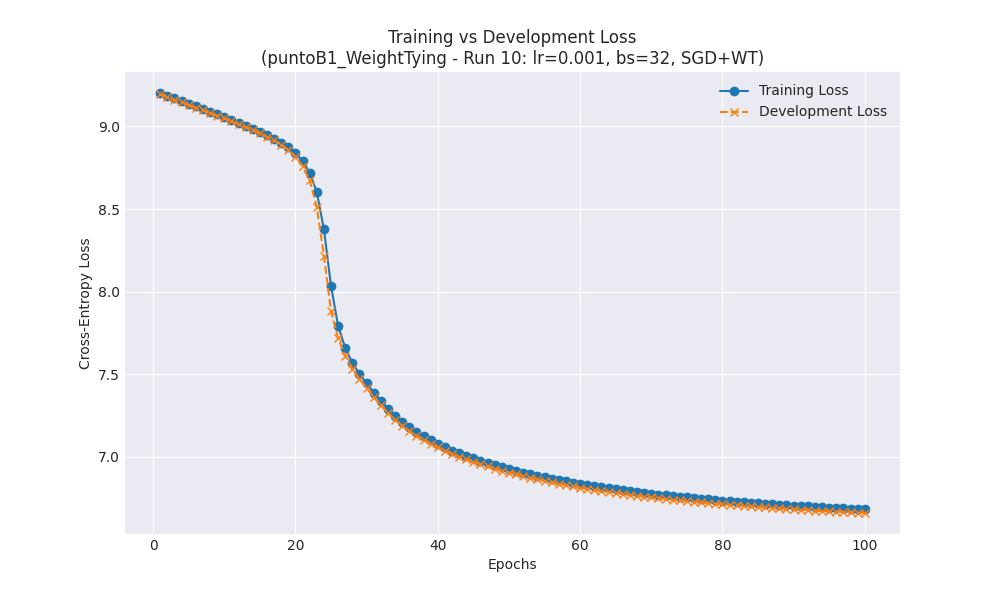 Training vs Development Loss
(puntoB1_WeightTying - Run 10: lr=0.001, bs=32, SGD+WT)
Training Loss
Development Loss
9.0
8.5
8.0
7.5
7.0
Cross-Entropy Loss
0 20 40 60 80 100
Epochs